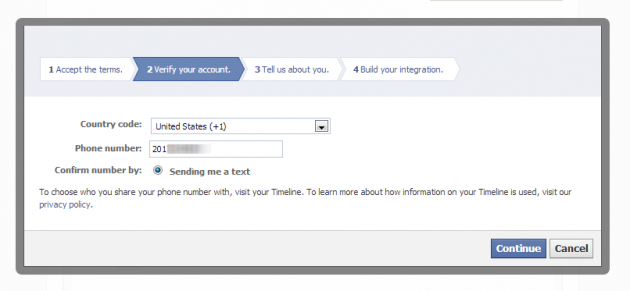 1 Accept the terms. 2 Verify your account. 3 Tell us about you. 4 Build your integration.
Country code: United States (+1)
Phone number: 201
Confirm number by: Sending me a text
To choose who you share your phone number with, visit your Timeline. To learn more about how information on your Timeline is used, visit our
privacy policy.
Continue Cancel